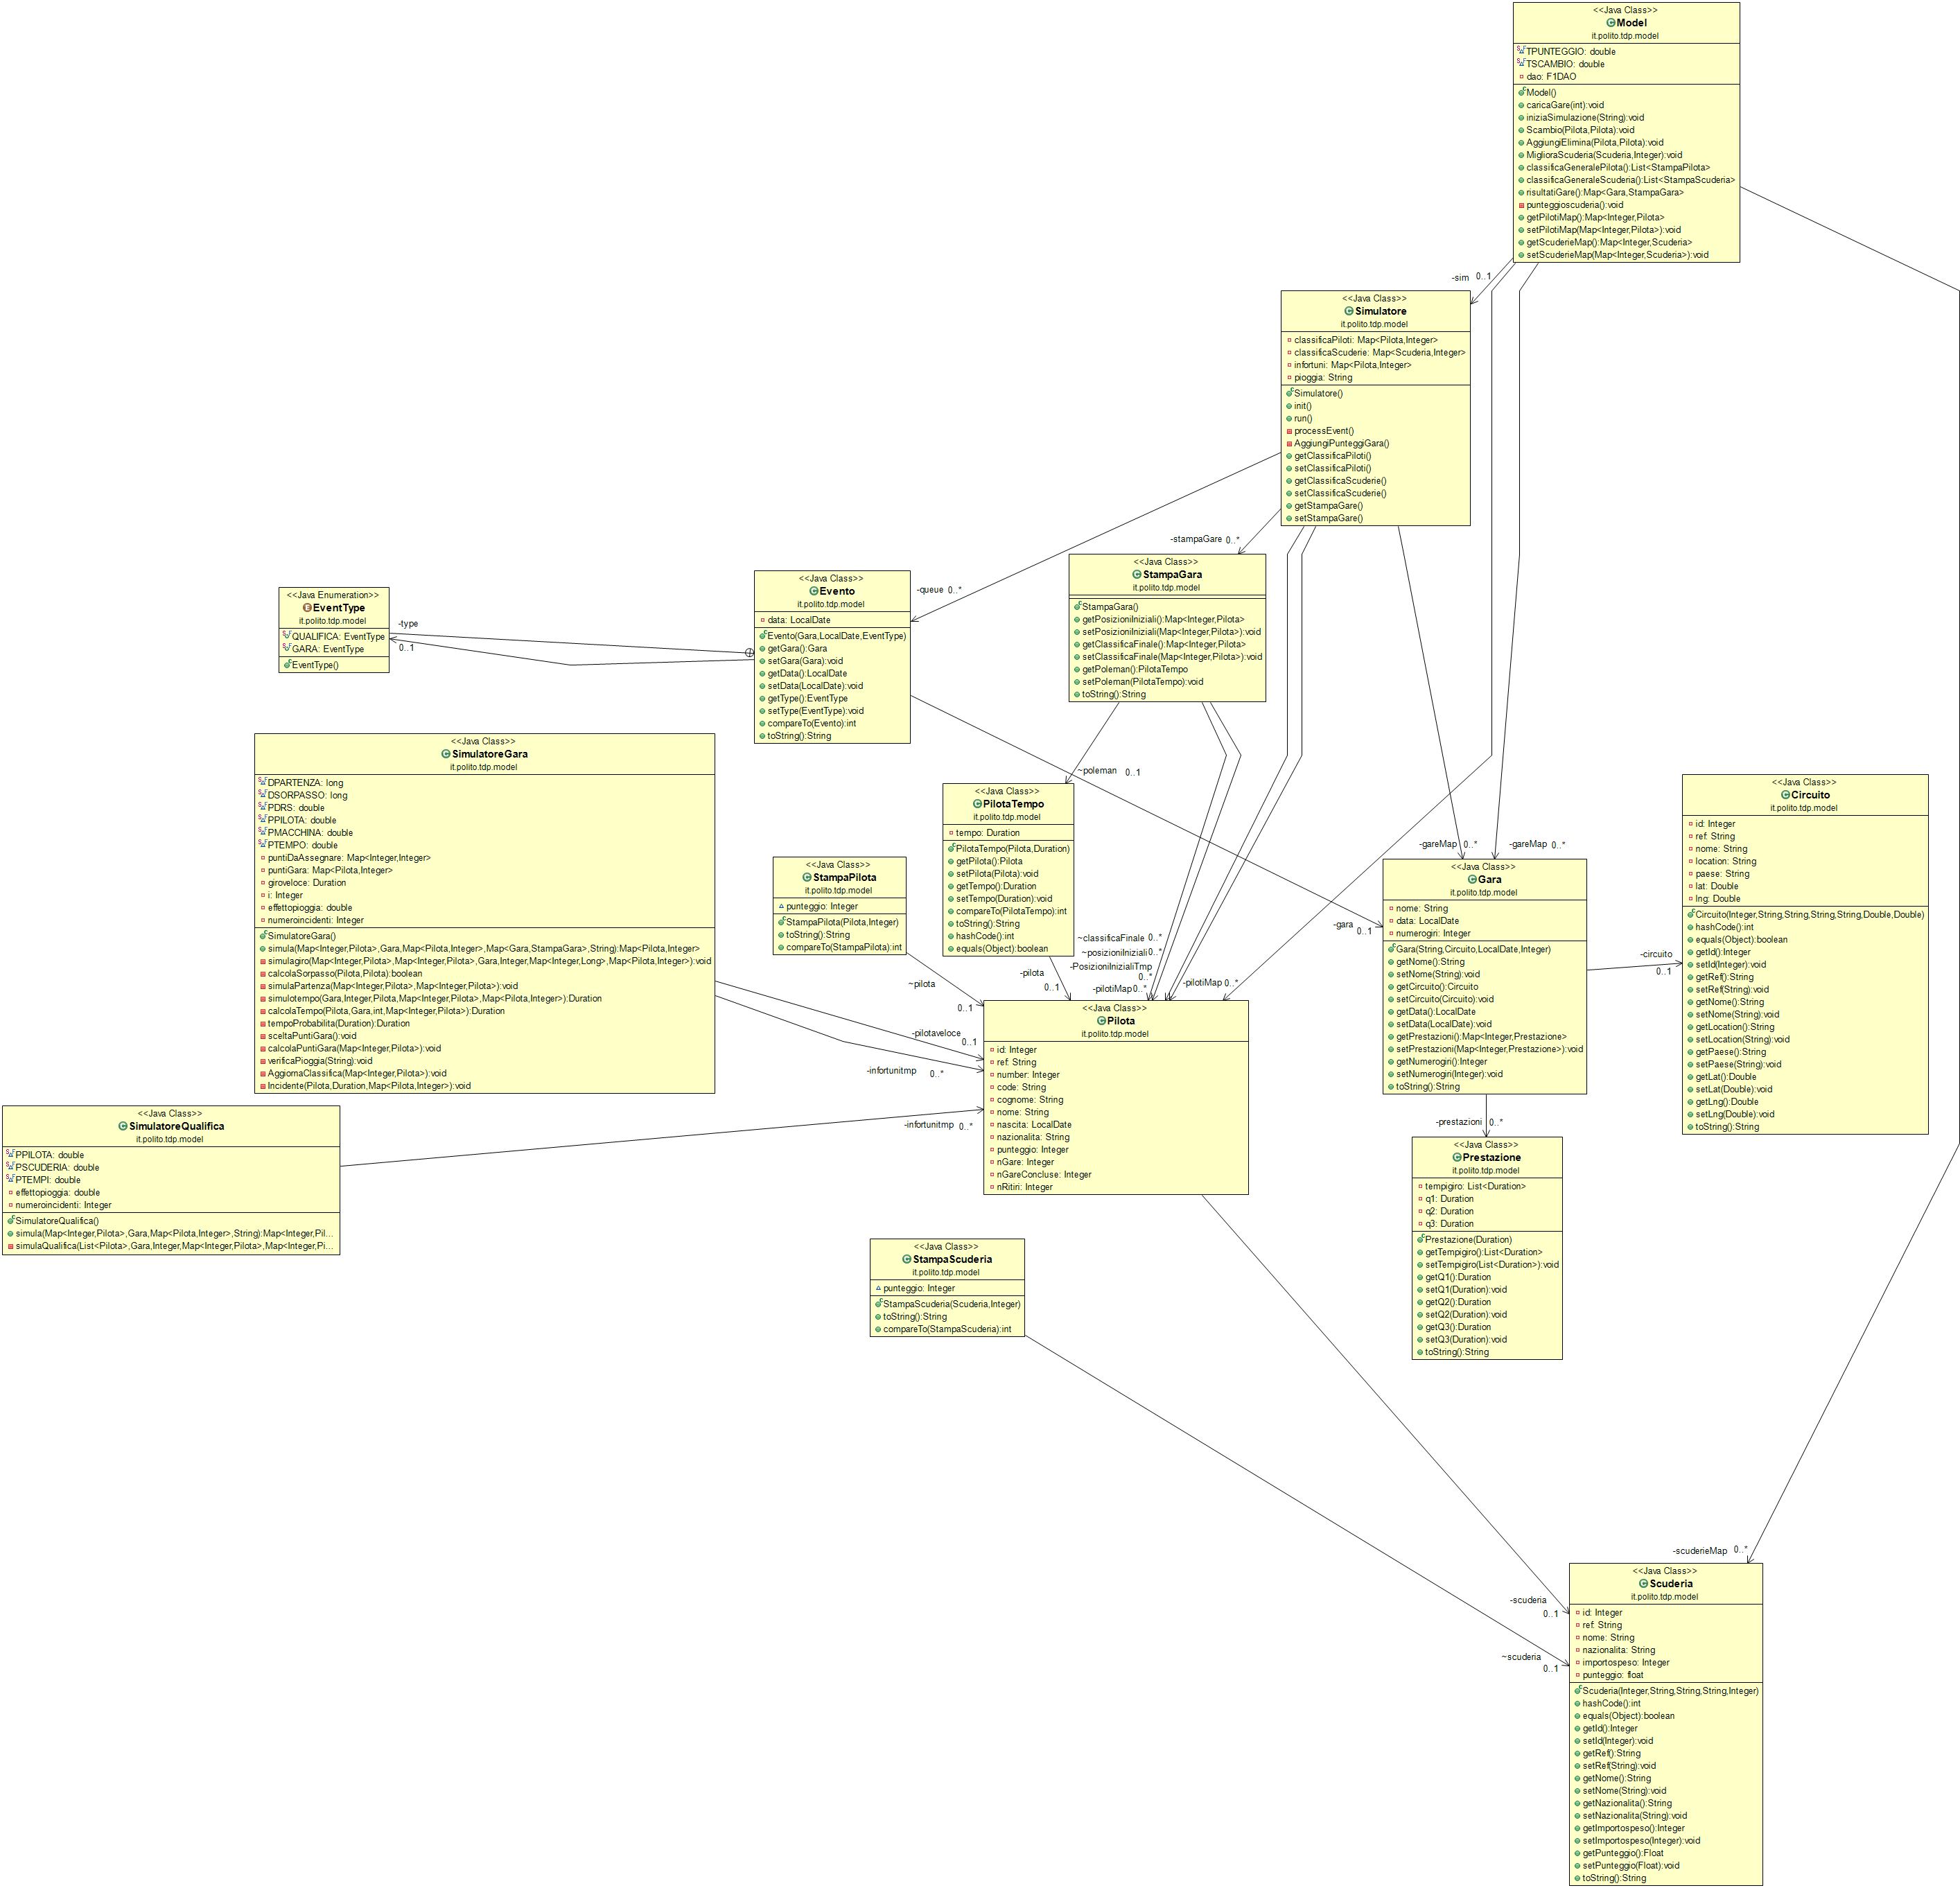 <<Java Class>>
Model
it.polito.tdp.model
TPUNTEGGIO: double
TSCAMBIO: double
dao: F1DAO
Model()
caricaGare(int):void
iniziaSimulazione(String):void
Scambio(Pilota,Pilota):void
AggiungiElimina(Pilota,Pilota):void
MiglioraScuderia(Scuderia,Integer):void
classificaGeneralePilota():List<StampaPilota>
classificaGeneraleScuderia():List<StampaScuderia>
risultatiGare():Map<Gara,StampaGara>
punteggioscuderia():void
getPilotiMap():Map<Integer,Pilota>
setPilotiMap(Map<Integer,Pilota>):void
getScuderieMap():Map<Integer,Scuderia>
setScuderieMap(Map<Integer,Scuderia>):void
-sim 0..1
<<Java Class>>
Simulatore
it.polito.tdp.model
classificaPiloti: Map<Pilota,Integer>
classificaScuderie: Map<Scuderia,Integer>
infortuni: Map<Pilota,Integer>
pioggia: String
Simulatore()
init()
run()
processEvent()
AggiungiPunteggiGara()
getClassificaPiloti()
setClassificaPiloti()
getClassificaScuderie()
setClassificaScuderie()
getStampaGare()
setStampaGare()
-stampaGare 0..*
<<Java Class>>
StampaGara
it.polito.tdp.model
StampaGara()
getPosizioniIniziali():Map<Integer,Pilota>
setPosizioniIniziali(Map<Integer,Pilota>):void
getClassificaFinale():Map<Integer,Pilota>
setClassificaFinale(Map<Integer,Pilota>):void
getPoleman():PilotaTempo
setPoleman(PilotaTempo):void
toString():String
-queue 0..*
<<Java Class>>
Evento
it.polito.tdp.model
data: LocalDate
Evento(Gara,LocalDate,EventType)
getGara():Gara
setGara(Gara):void
getData():LocalDate
setData(LocalDate):void
getType():EventType
setType(EventType):void
compareTo(Evento):int
toString():String
<<Java Enumeration>>
EventType
it.polito.tdp.model
QUALIFICA: EventType
GARA: EventType
EventType()
-type
0..1
<<Java Class>>
SimulatoreGara
it.polito.tdp.model
DPARTENZA: long
DSORPASSO: long
PDRS: double
PPILOTA: double
PMACCHINA: double
PTEMPO: double
puntiDaAssegnare: Map<Integer,Integer>
puntiGara: Map<Pilota,Integer>
giroveloce: Duration
i: Integer
effettopioggia: double
numeroincidenti: Integer
SimulatoreGara()
simula(Map<Integer,Pilota>,Gara,Map<Pilota,Integer>,Map<Gara,StampaGara>,String):Map<Pilota,Integer>
simulagiro(Map<Integer,Pilota>,Map<Integer,Pilota>,Gara,Integer,Map<Integer,Long>,Map<Pilota,Integer>):void
calcolaSorpasso(Pilota,Pilota):boolean
simulaPartenza(Map<Integer,Pilota>,Map<Integer,Pilota>):void
simulotempo(Gara,Integer,Pilota,Map<Integer,Pilota>,Map<Pilota,Integer>):Duration
calcolaTempo(Pilota,Gara,int,Map<Integer,Pilota>):Duration
tempoProbabilita(Duration):Duration
sceltaPuntiGara():void
calcolaPuntiGara(Map<Integer,Pilota>):void
verificaPioggia(String):void
AggiornaClassifica(Map<Integer,Pilota>):void
Incidente(Pilota,Duration,Map<Pilota,Integer>):void
~poleman 0..1
<<Java Class>>
PilotaTempo
it.polito.tdp.model
tempo: Duration
PilotaTempo(Pilota,Duration)
getPilota():Pilota
setPilota(Pilota):void
getTempo():Duration
setTempo(Duration):void
compareTo(PilotaTempo):int
toString():String
hashCode():int
equals(Object):boolean
<<Java Class>>
StampaPilota
it.polito.tdp.model
punteggio: Integer
StampaPilota(Pilota,Integer)
toString():String
compareTo(StampaPilota):int
~classificaFinale 0..*
~posizioniIniziali 0..*
-PosizioniInizialiTmp
0..*
-pilotiMap 0..*
-pilotiMap 0..*
-pilota
0..1
~pilota
0..1
-pilotaveloce
0..1
-infortunitmp 0..*
-infortunitmp 0..*
<<Java Class>>
Pilota
it.polito.tdp.model
id: Integer
ref: String
number: Integer
code: String
cognome: String
nome: String
nascita: LocalDate
nazionalita: String
punteggio: Integer
nGare: Integer
nGareConcluse: Integer
nRitiri: Integer
-gareMap 0..*
-gareMap 0..*
-gara
0..1
<<Java Class>>
Gara
it.polito.tdp.model
nome: String
data: LocalDate
numerogiri: Integer
Gara(String,Circuito,LocalDate,Integer)
getNome():String
setNome(String):void
getCircuito():Circuito
setCircuito(Circuito):void
getData():LocalDate
setData(LocalDate):void
getPrestazioni():Map<Integer,Prestazione>
setPrestazioni(Map<Integer,Prestazione>):void
getNumerogiri():Integer
setNumerogiri(Integer):void
toString():String
-circuito
0..1
<<Java Class>>
Circuito
it.polito.tdp.model
id: Integer
ref: String
nome: String
location: String
paese: String
lat: Double
lng: Double
Circuito(Integer,String,String,String,String,Double,Double)
hashCode():int
equals(Object):boolean
getId():Integer
setId(Integer):void
getRef():String
setRef(String):void
getNome():String
setNome(String):void
getLocation():String
setLocation(String):void
getPaese():String
setPaese(String):void
getLat():Double
setLat(Double):void
getLng():Double
setLng(Double):void
toString():String
<<Java Class>>
SimulatoreQualifica
it.polito.tdp.model
PPILOTA: double
PSCUDERIA: double
PTEMPI: double
effettopioggia: double
numeroincidenti: Integer
SimulatoreQualifica()
simula(Map<Integer,Pilota>,Gara,Map<Pilota,Integer>,String):Map<Integer,Pil...
simulaQualifica(List<Pilota>,Gara,Integer,Map<Integer,Pilota>,Map<Integer,Pi...
-prestazioni 0..*
<<Java Class>>
Prestazione
it.polito.tdp.model
tempigiro: List<Duration>
q1: Duration
q2: Duration
q3: Duration
Prestazione(Duration)
getTempigiro():List<Duration>
setTempigiro(List<Duration>):void
getQ1():Duration
setQ1(Duration):void
getQ2():Duration
setQ2(Duration):void
getQ3():Duration
setQ3(Duration):void
toString():String
<<Java Class>>
StampaScuderia
it.polito.tdp.model
punteggio: Integer
StampaScuderia(Scuderia,Integer)
toString():String
compareTo(StampaScuderia):int
-scuderieMap 0..*
-scuderia
0..1
~scuderia
0..1
<<Java Class>>
Scuderia
it.polito.tdp.model
id: Integer
ref: String
nome: String
nazionalita: String
importospeso: Integer
punteggio: float
Scuderia(Integer,String,String,String,Integer)
hashCode():int
equals(Object):boolean
getId():Integer
setId(Integer):void
getRef():String
setRef(String):void
getNome():String
setNome(String):void
getNazionalita():String
setNazionalita(String):void
getImportospeso():Integer
setImportospeso(Integer):void
getPunteggio():Float
setPunteggio(Float):void
toString():String